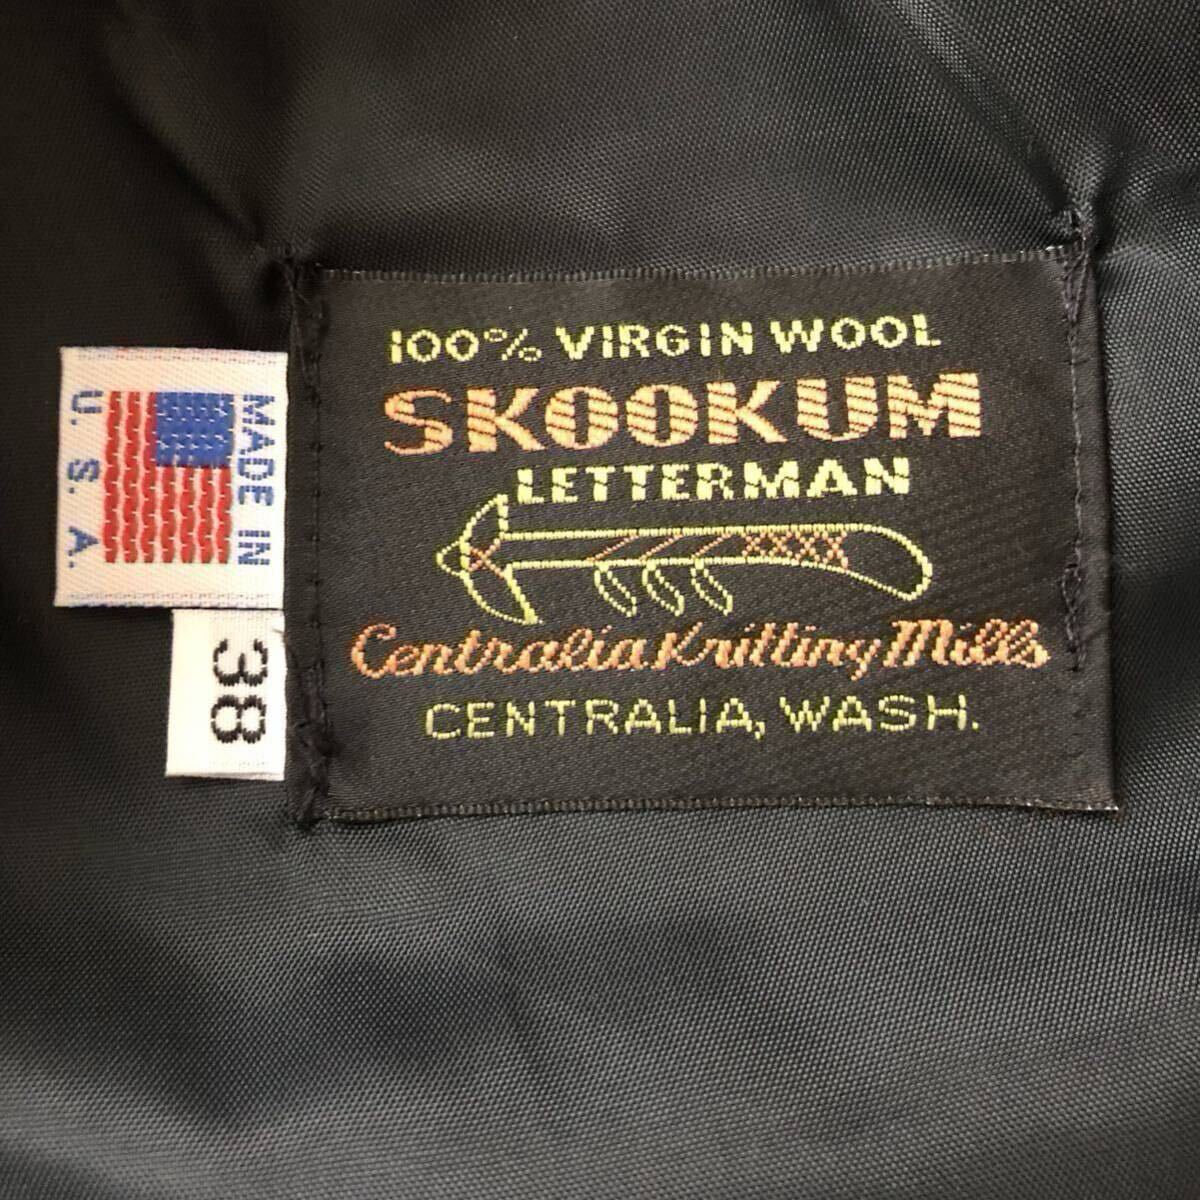 100% VIRGIN WOOL
SKOOKUM
LETTERMAN
Centralia Knitting Mills
CENTRALIA, WASH.
MADE IN
U.S.A.
38